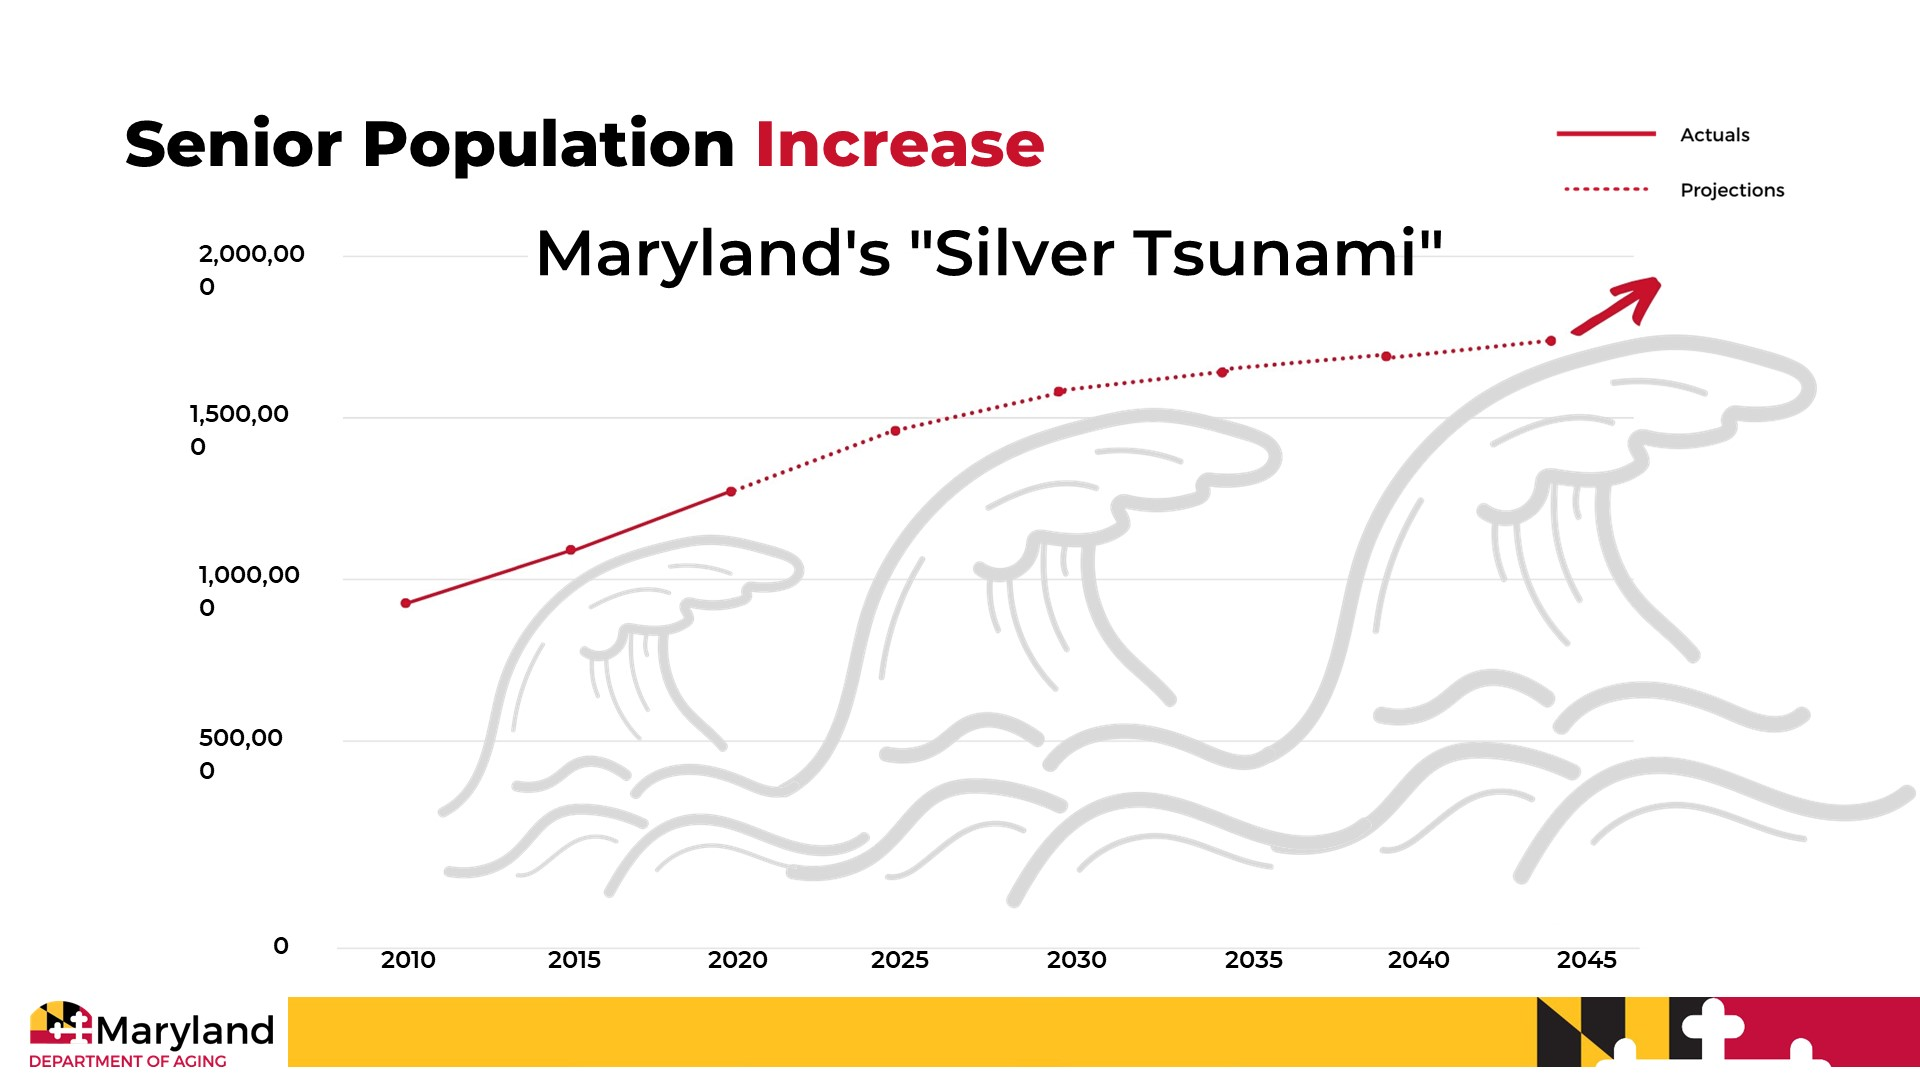 Senior Population Increase
Actuals
Projections
Maryland's "Silver Tsunami"
2,000,00
0
1,500,00
0
1,000,00
0
500,00
0
0
2010 2015 2020 2025 2030 2035 2040 2045
Maryland
DEPARTMENT OF AGING